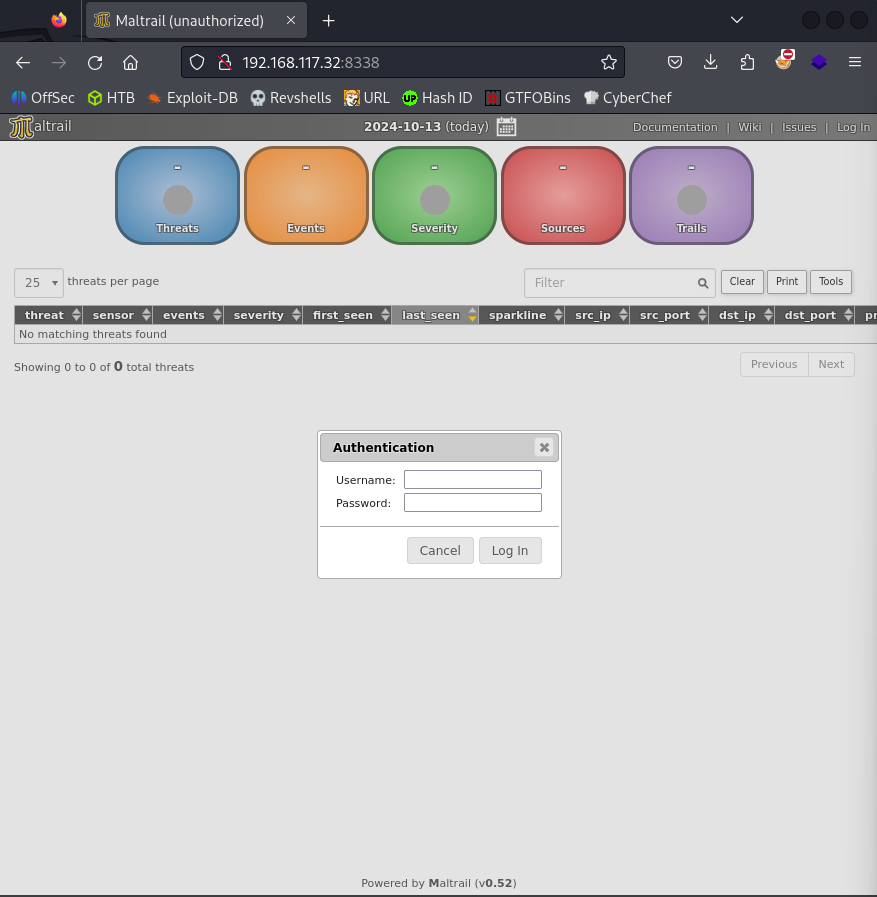 Maltrail (unauthorized)
192.168.117.32:8338
OffSec HTB Exploit-DB Revshells URL Hash ID GTFOBins CyberChef
altrail 2024-10-13 (today) Documentation | Wiki | Issues | Log In
- - - - -
Threats Events Severity Sources Trails
25 threats per page Filter Clear Print Tools
threat sensor events severity first_seen last_seen sparkline src_ip src_port dst_ip dst_port pr
No matching threats found
Showing 0 to 0 of 0 total threats Previous Next
Authentication
Username:
Password:
Cancel Log In
Powered by Maltrail (v0.52)